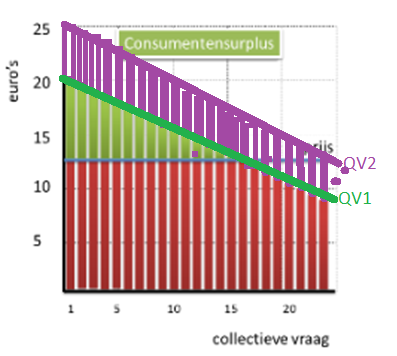 Consumentensurplus
euro's
25
20
15
10
5
QV2
QV1
1
5
10
15
20
collectieve vraag